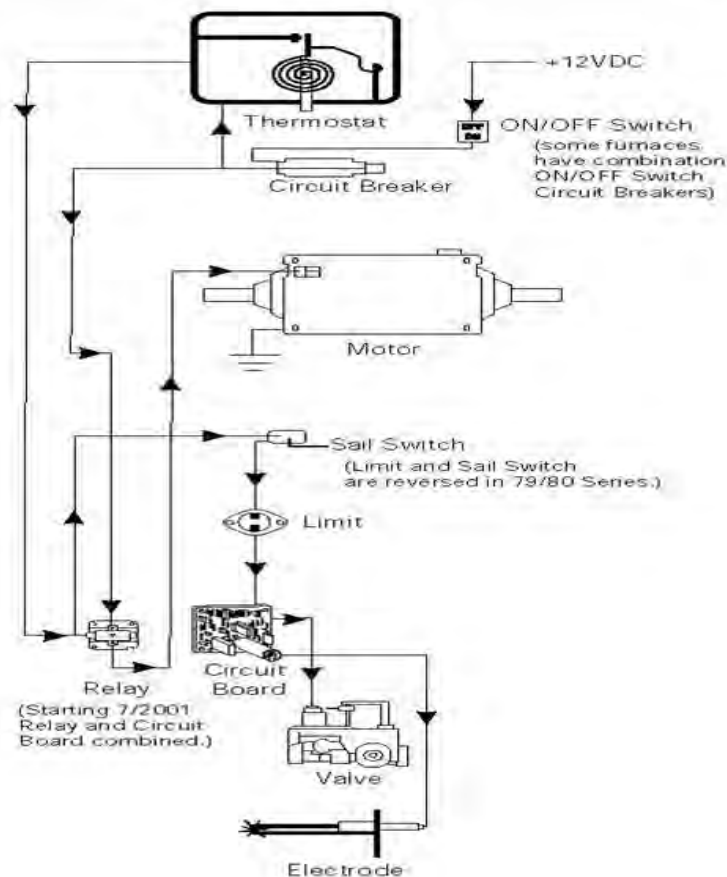 +12VDC
Thermostat
OFF
ON
ON/OFF Switch
(some furnaces
have combination
ON/OFF Switch
Circuit Breakers)
Circuit Breaker
Motor
Sail Switch
(Limit and Sail Switch
are reversed in 79/80 Series.)
Limit
Relay
(Starting 7/2001
Relay and Circuit
Board combined.)
Circuit
Board
Valve
Electrode